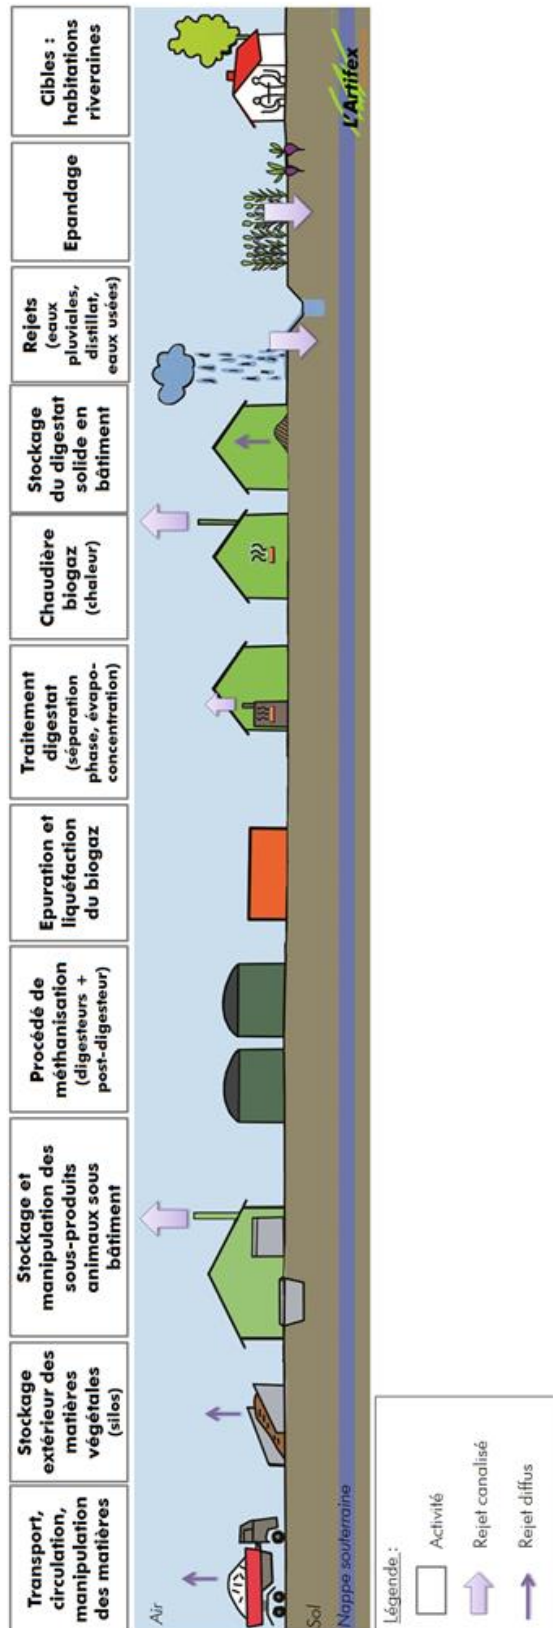 Transport,
circulation,
manipulation
des matières
Stockage
extérieur des
matières
végétales
(silos)
Stockage et
manipulation des
sous-produits
animaux sous
bâtiment
Procédé de
méthanisation
(digesteurs +
post-digesteur)
Epuration et
liquéfaction
du biogaz
Traitement
digestat
(séparation
phase, évapo-
concentration)
Chaudière
biogaz
(chaleur)
Stockage
du digestat
solide en
bâtiment
Rejets
(eaux
pluviales,
distillat,
eaux usées)
Epandage
Cibles :
habitations
riveraines
Air
Sol
Nappe souterraine
L'Artifex
Légende :
Activité
Rejet canalisé
Rejet diffus